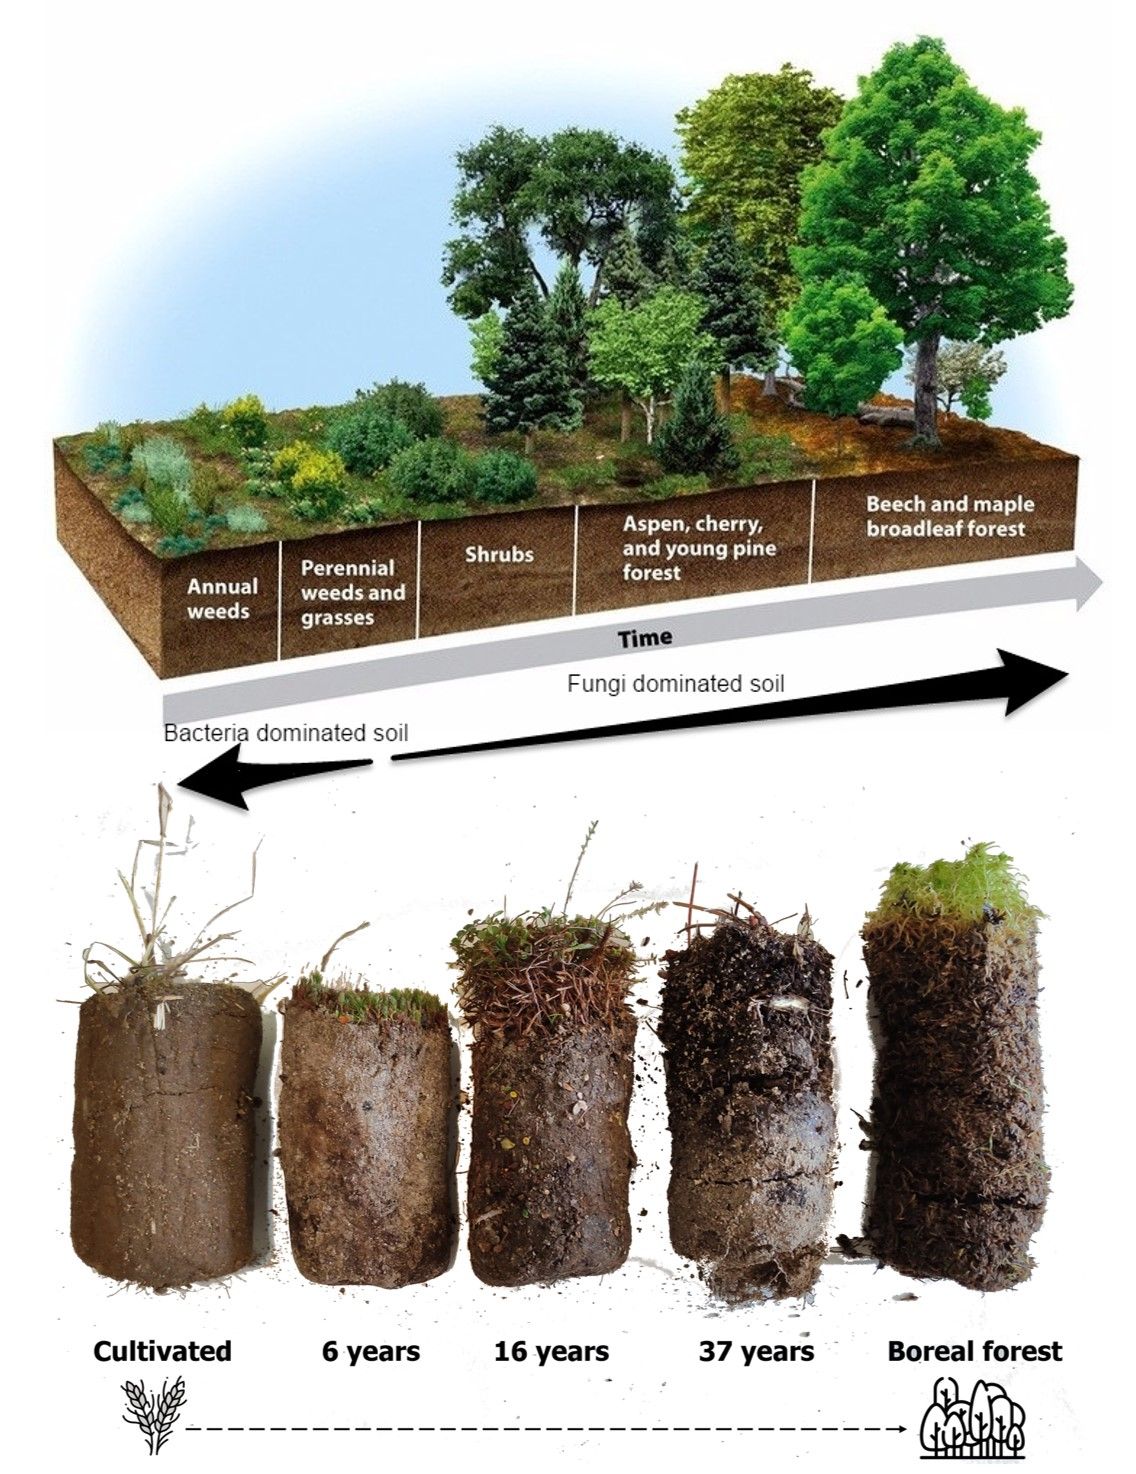 Annual
weeds
Perennial
weeds and
grasses
Shrubs
Aspen, cherry,
and young pine
forest
Beech and maple
broadleaf forest
Time
Fungi dominated soil
Bacteria dominated soil
Cultivated
6 years
16 years
37 years
Boreal forest